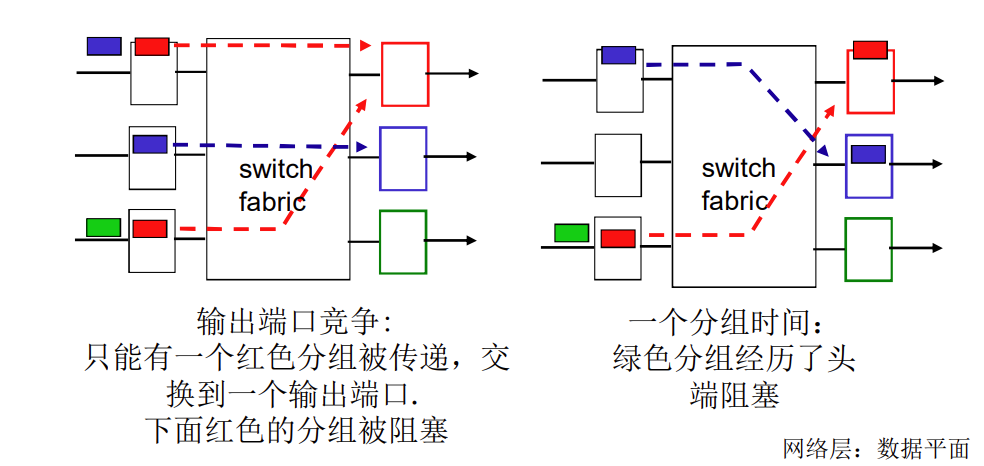 switch
fabric
输出端口竞争:
只能有一个红色分组被传递，交
换到一个输出端口.
下面红色的分组被阻塞
switch
fabric
一个分组时间：
绿色分组经历了头
端阻塞
网络层：数据平面